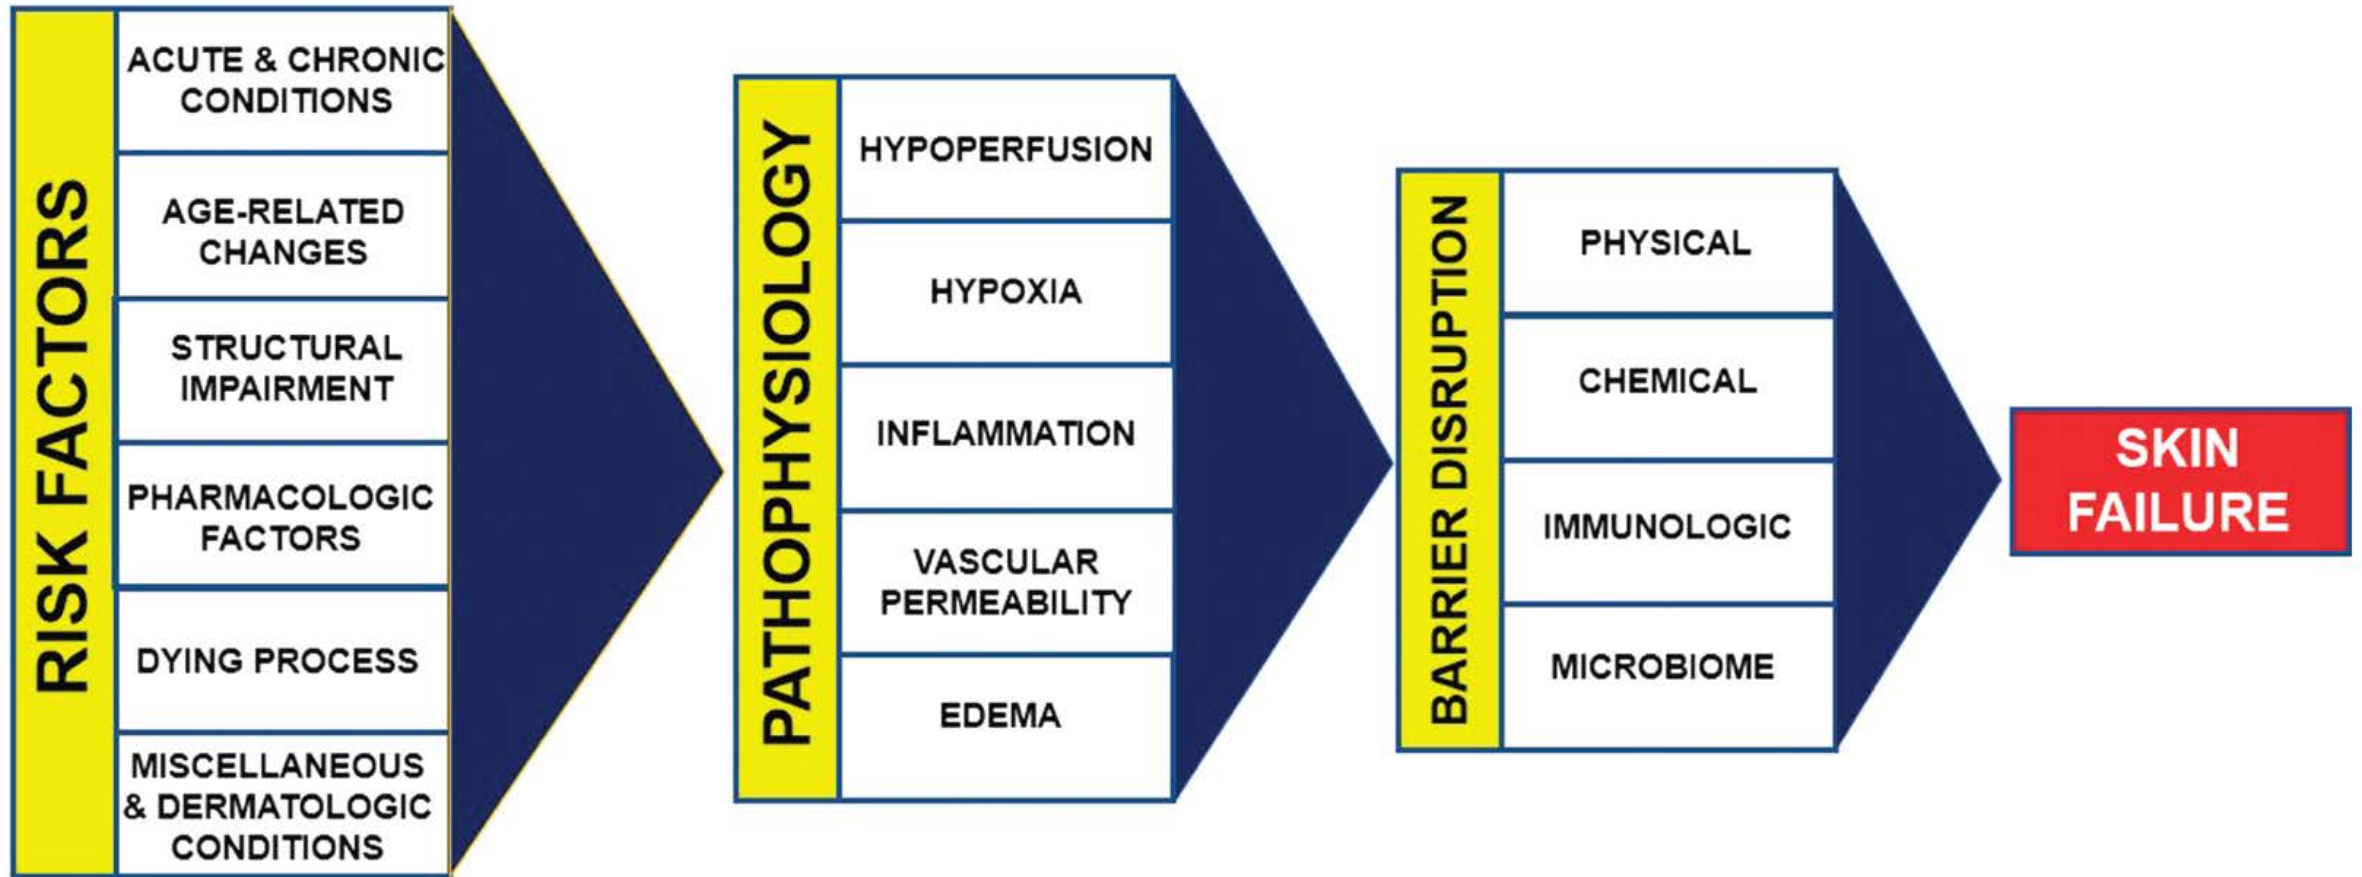 RISK FACTORS
ACUTE & CHRONIC
CONDITIONS
AGE-RELATED
CHANGES
STRUCTURAL
IMPAIRMENT
PHARMACOLOGIC
FACTORS
DYING PROCESS
MISCELLANEOUS
& DERMATOLOGIC
CONDITIONS
PATHOPHYSIOLOGY
HYPOPERFUSION
HYPOXIA
INFLAMMATION
VASCULAR
PERMEABILITY
EDEMA
BARRIER DISRUPTION
PHYSICAL
CHEMICAL
IMMUNOLOGIC
MICROBIOME
SKIN
FAILURE